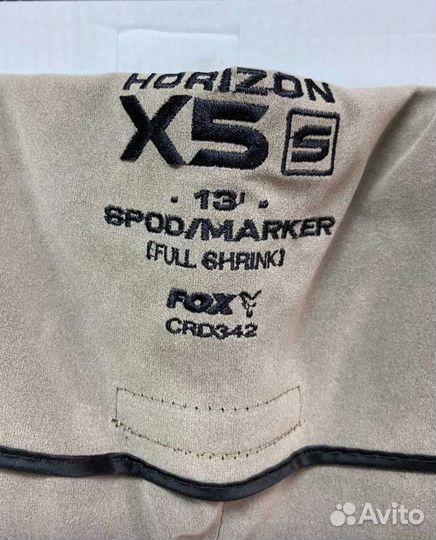 HORIZON
X5 S
- 13' -
SPOD/MARKER
(FULL SHRINK)
FOX
CRD342
Avito